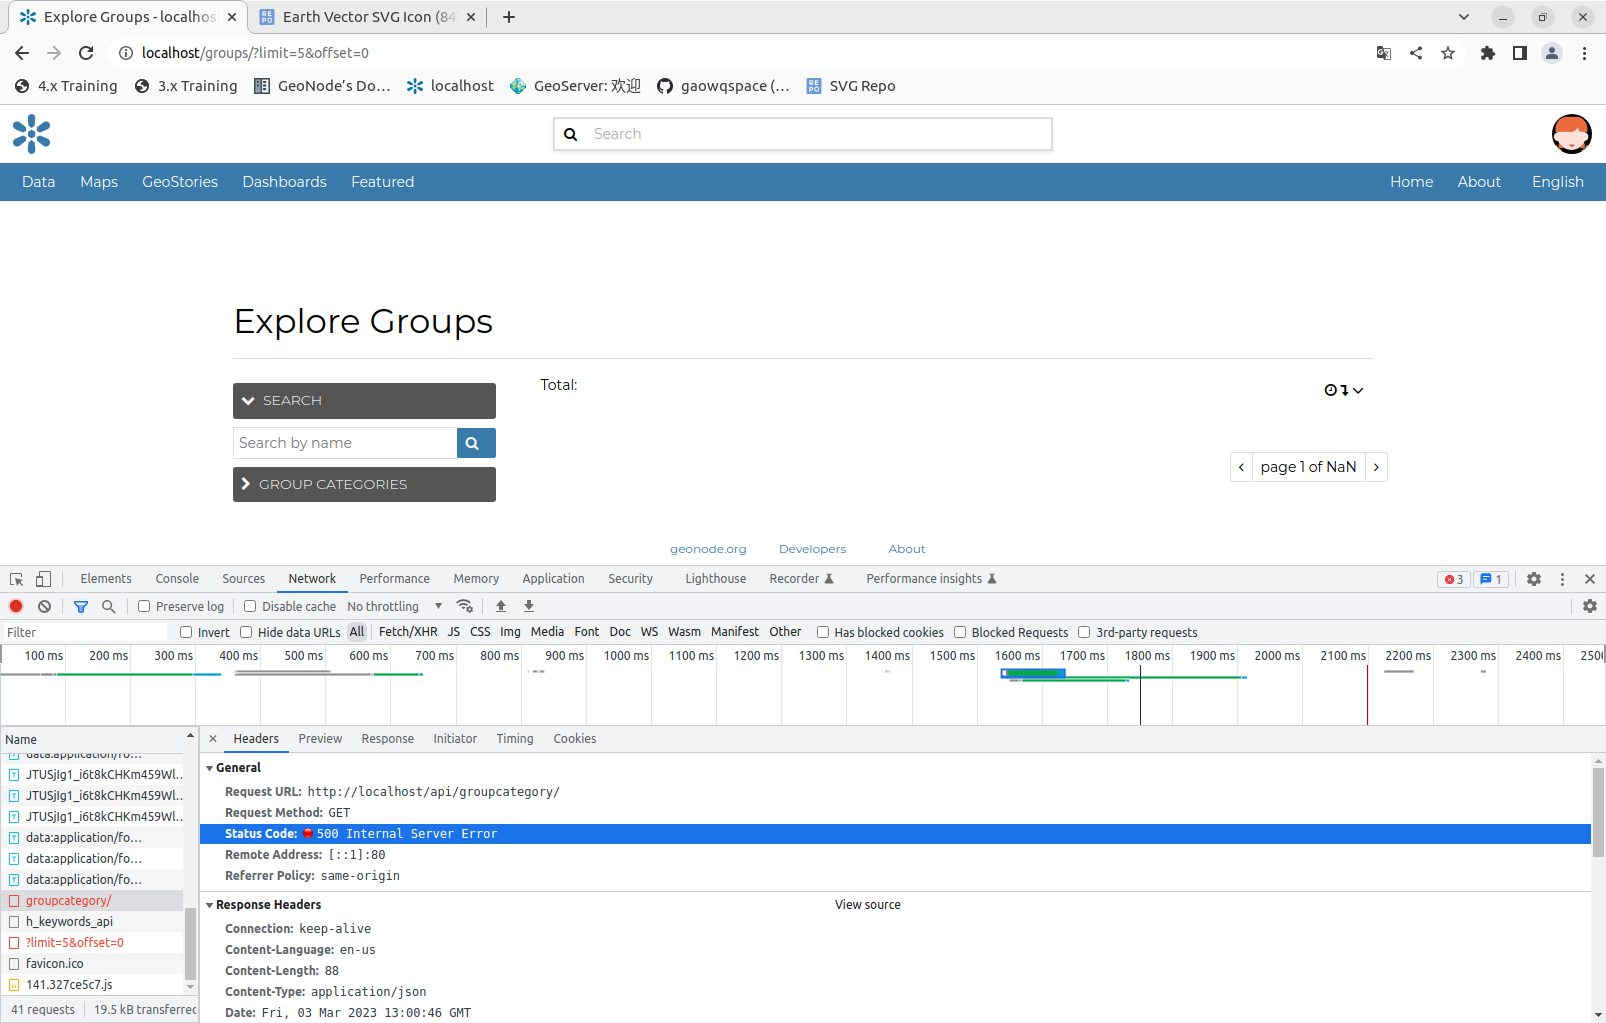 Explore Groups - localhos
Earth Vector SVG Icon (84
localhost/groups/?limit=5&offset=0
4.x Training
3.x Training
GeoNode’s Do…
localhost
GeoServer: 欢迎
gaowqspace (…
SVG Repo
Search
Data
Maps
GeoStories
Dashboards
Featured
Home
About
English
Explore Groups
SEARCH
Search by name
GROUP CATEGORIES
Total:
page 1 of NaN
geonode.org
Developers
About
Elements
Console
Sources
Network
Performance
Memory
Application
Security
Lighthouse
Recorder
Performance insights
3
1
Preserve log
Disable cache
No throttling
Filter
Invert
Hide data URLs
All
Fetch/XHR
JS
CSS
Img
Media
Font
Doc
WS
Wasm
Manifest
Other
Has blocked cookies
Blocked Requests
3rd-party requests
100 ms
200 ms
300 ms
400 ms
500 ms
600 ms
700 ms
800 ms
900 ms
1000 ms
1100 ms
1200 ms
1300 ms
1400 ms
1500 ms
1600 ms
1700 ms
1800 ms
1900 ms
2000 ms
2100 ms
2200 ms
2300 ms
2400 ms
2500
Name
data:application/fo…
JTUSjIg1_i6t8kCHKm459Wl…
JTUSjIg1_i6t8kCHKm459Wl…
JTUSjIg1_i6t8kCHKm459Wl…
data:application/fo…
data:application/fo…
data:application/fo…
groupcategory/
h_keywords_api
?limit=5&offset=0
favicon.ico
141.327ce5c7.js
41 requests
19.5 kB transferred
Headers
Preview
Response
Initiator
Timing
Cookies
General
Request URL: http://localhost/api/groupcategory/
Request Method: GET
Status Code: 500 Internal Server Error
Remote Address: [::1]:80
Referrer Policy: same-origin
Response Headers
View source
Connection: keep-alive
Content-Language: en-us
Content-Length: 88
Content-Type: application/json
Date: Fri, 03 Mar 2023 13:00:46 GMT